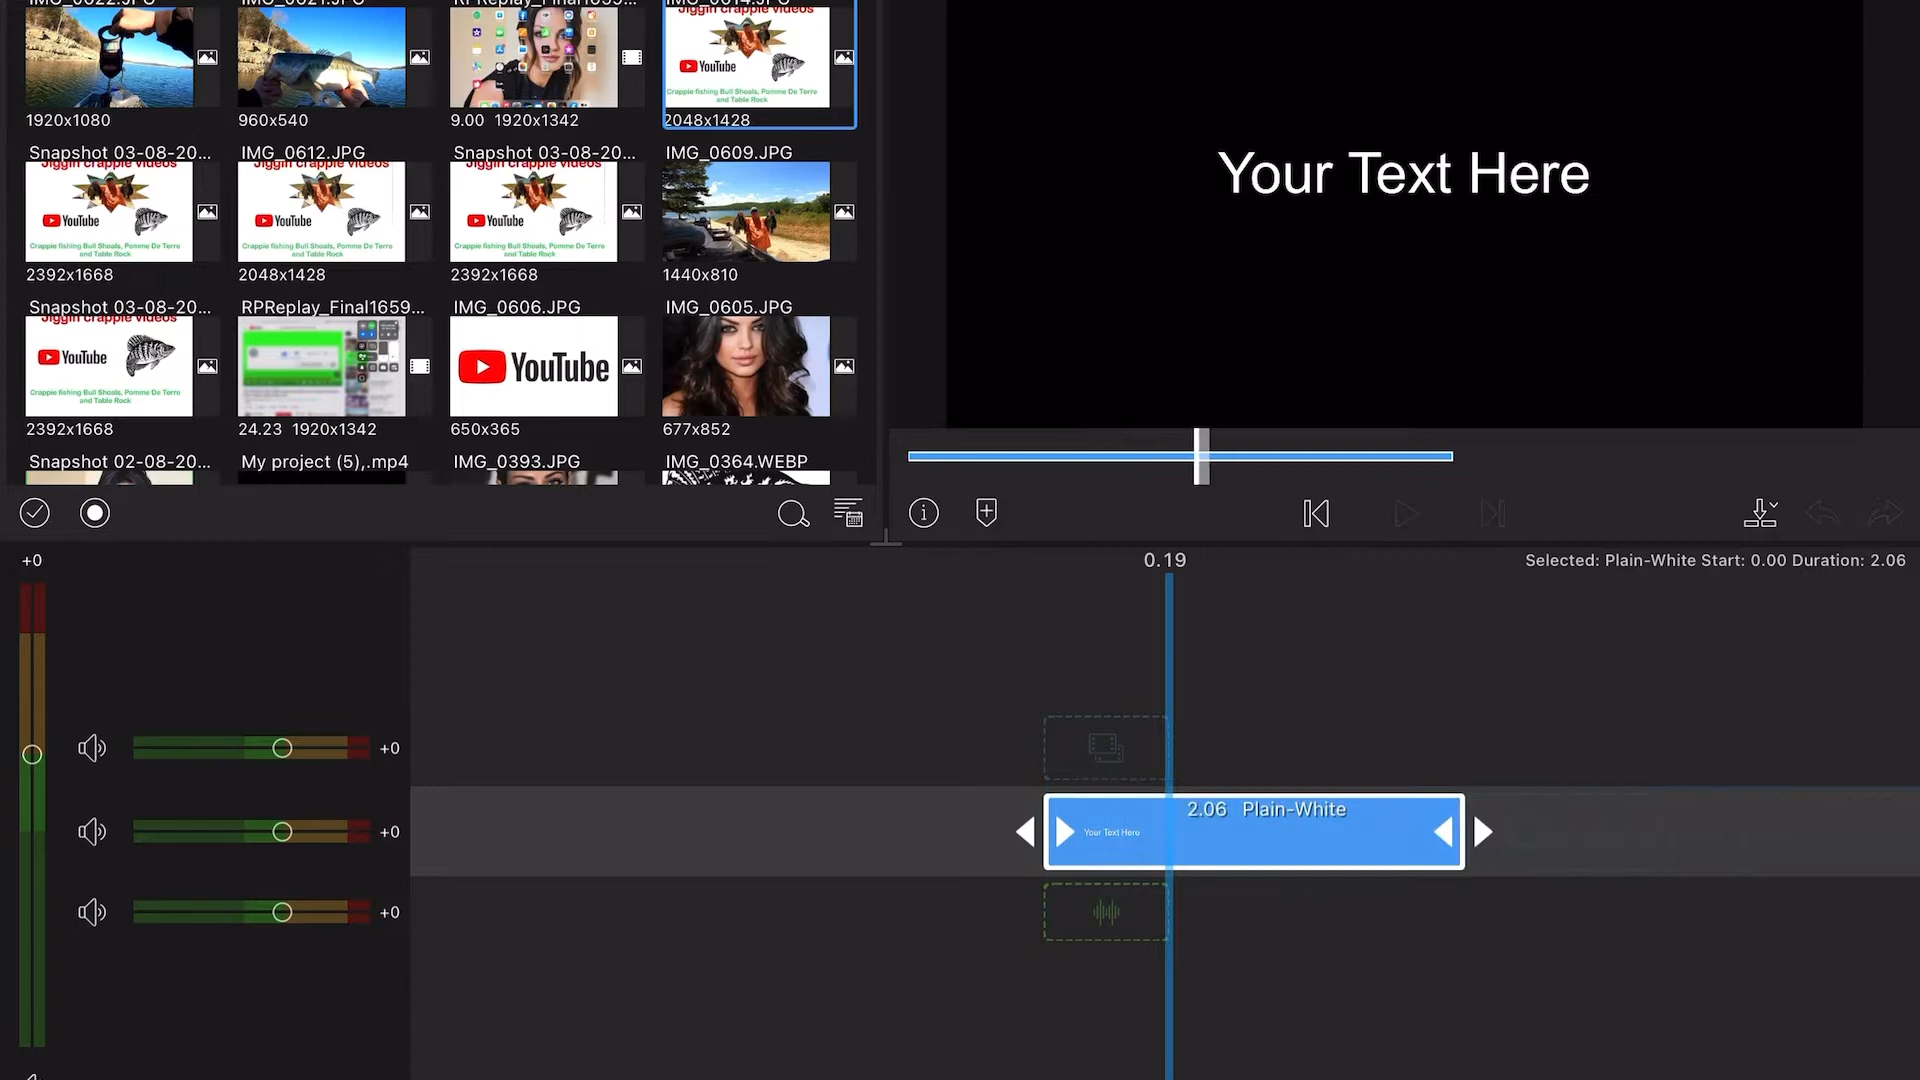 IMG_0622.JPG
IMG_0621.JPG
RPReplay_Final1659...
IMG_0614.JPG
Jiggin crappie videos
YouTube
Crappie fishing Bull Shoals, Pomme De Terre
and Table Rock
1920x1080
960x540
9.00 1920x1342
2048x1428
Your Text Here
Snapshot 03-08-20...
IMG_0612.JPG
Snapshot 03-08-20...
IMG_0609.JPG
Jiggin crappie videos
YouTube
Crappie fishing Bull Shoals, Pomme De Terre
and Table Rock
Jiggin crappie videos
YouTube
Crappie fishing Bull Shoals, Pomme De Terre
and Table Rock
Jiggin crappie videos
YouTube
Crappie fishing Bull Shoals, Pomme De Terre
and Table Rock
2392x1668
2048x1428
2392x1668
1440x810
Snapshot 03-08-20...
RPReplay_Final1659...
IMG_0606.JPG
IMG_0605.JPG
Jiggin crappie videos
YouTube
Crappie fishing Bull Shoals, Pomme De Terre
and Table Rock
YouTube
2392x1668
24.23 1920x1342
650x365
677x852
Snapshot 02-08-20...
My project (5),.mp4
IMG_0393.JPG
IMG_0364.WEBP
+0
0.19
Selected: Plain-White Start: 0.00 Duration: 2.06
+0
2.06 Plain-White
Your Text Here
+0
+0